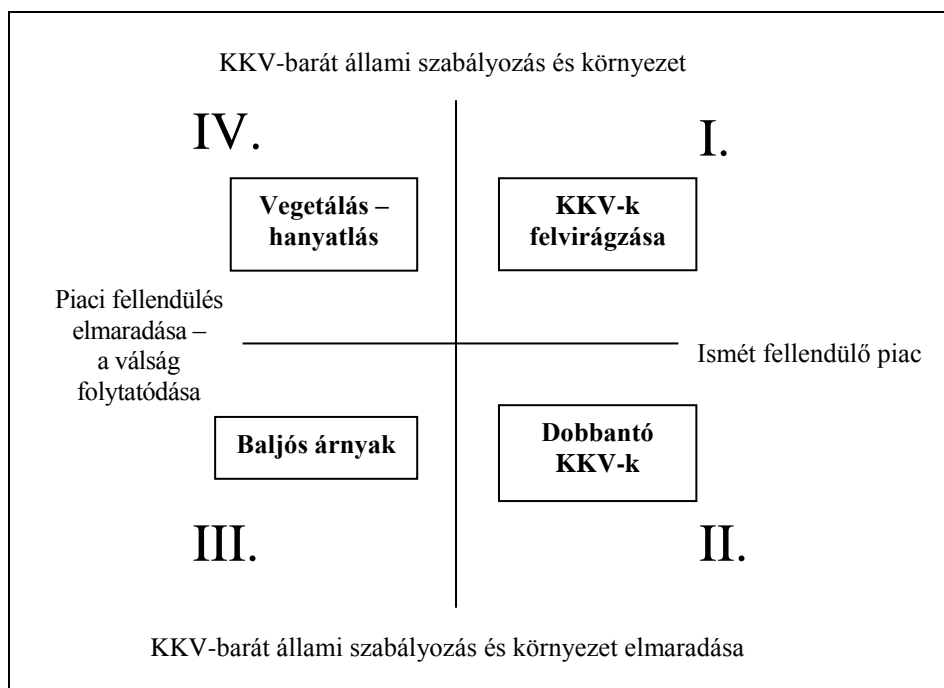 KKV-barát állami szabályozás és környezet
IV.
I.
Vegetálás –
hanyatlás
KKV-k
felvirágzása
Piaci fellendülés
elmaradása –
a válság
folytatódása
Ismét fellendülő piac
Baljós árnyak
Dobbantó
KKV-k
III.
II.
KKV-barát állami szabályozás és környezet elmaradása